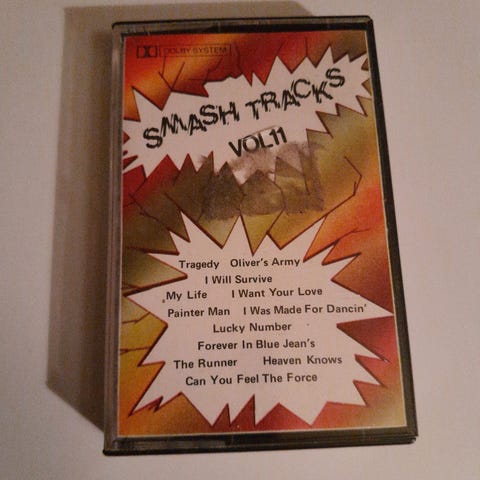 DOLBY SYSTEM
SMASH TRACKS
VOL11
Tragedy Oliver's Army
I Will Survive
My Life I Want Your Love
Painter Man I Was Made For Dancin'
Lucky Number
Forever In Blue Jean's
The Runner Heaven Knows
Can You Feel The Force